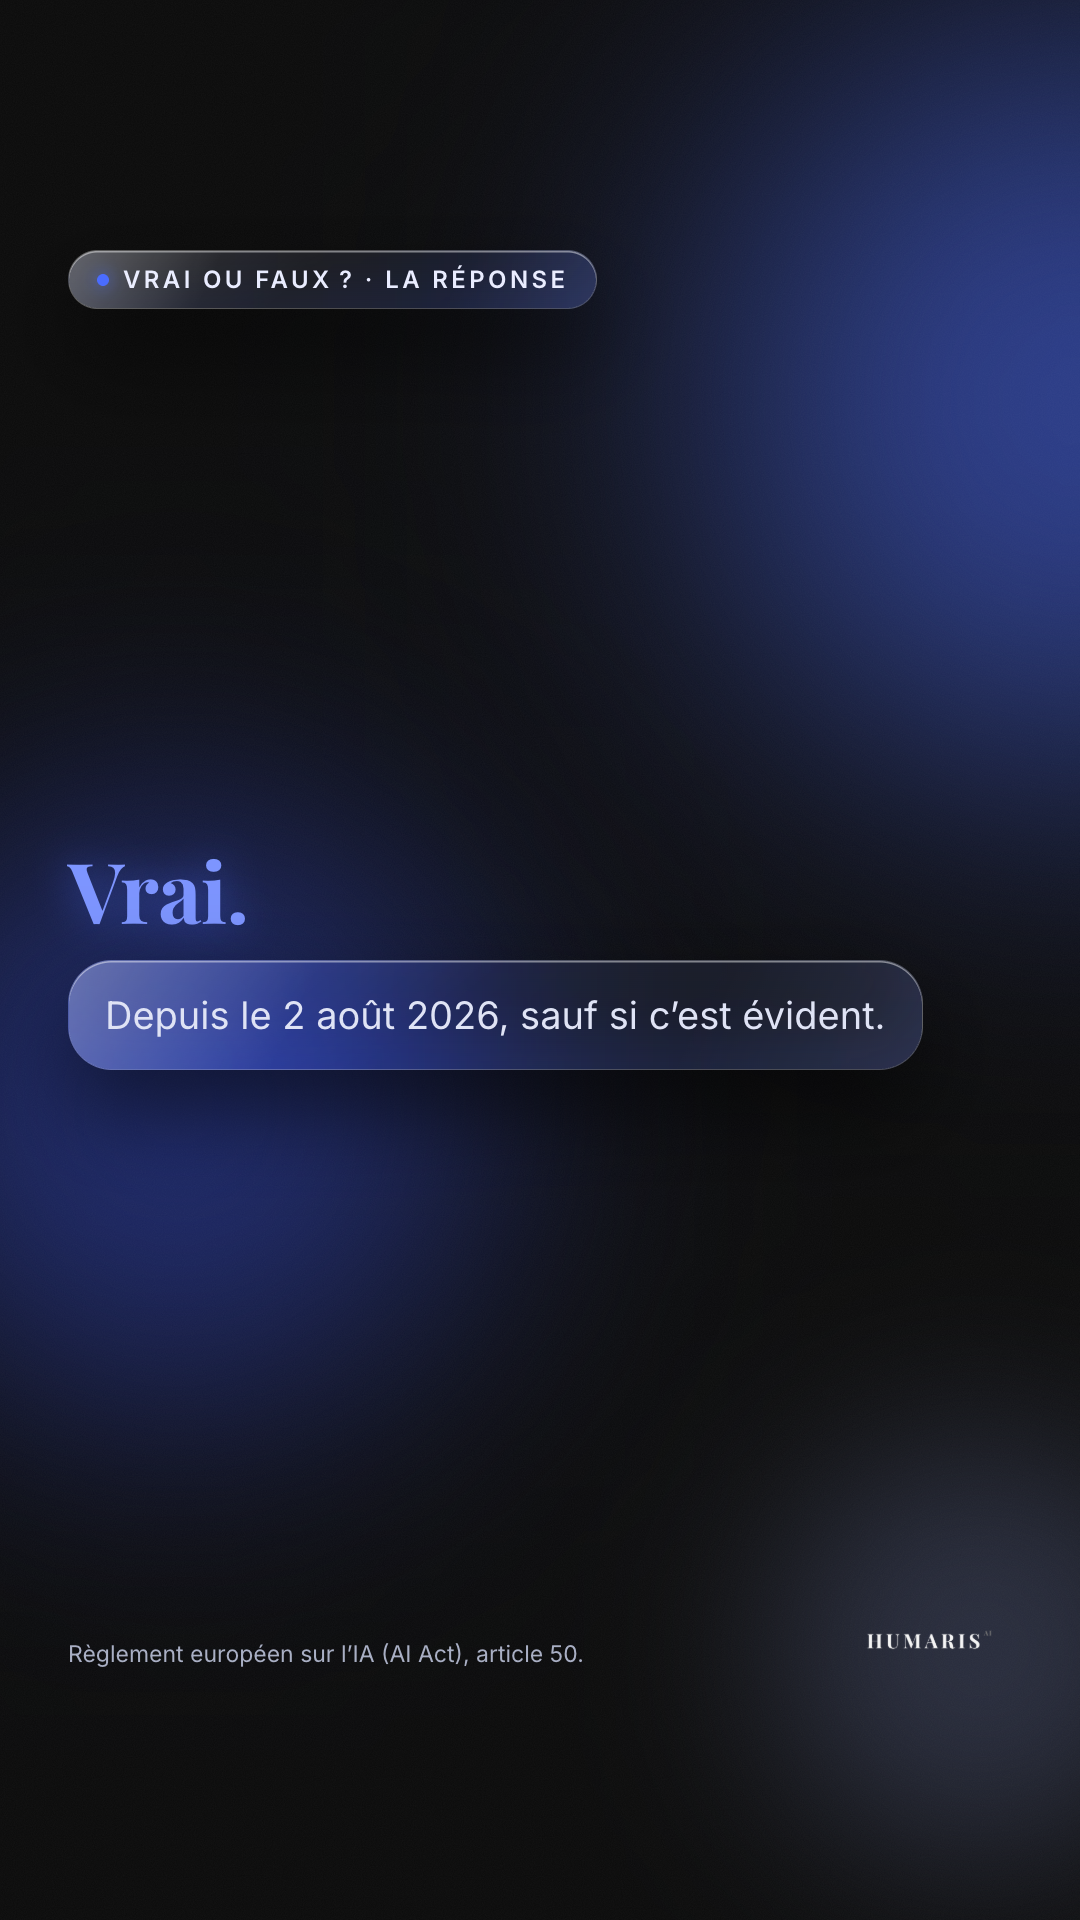 VRAI OU FAUX ? · LA RÉPONSE
Vrai.
Depuis le 2 août 2026, sauf si c’est évident.
Règlement européen sur l’IA (AI Act), article 50.
HUMARIS AI